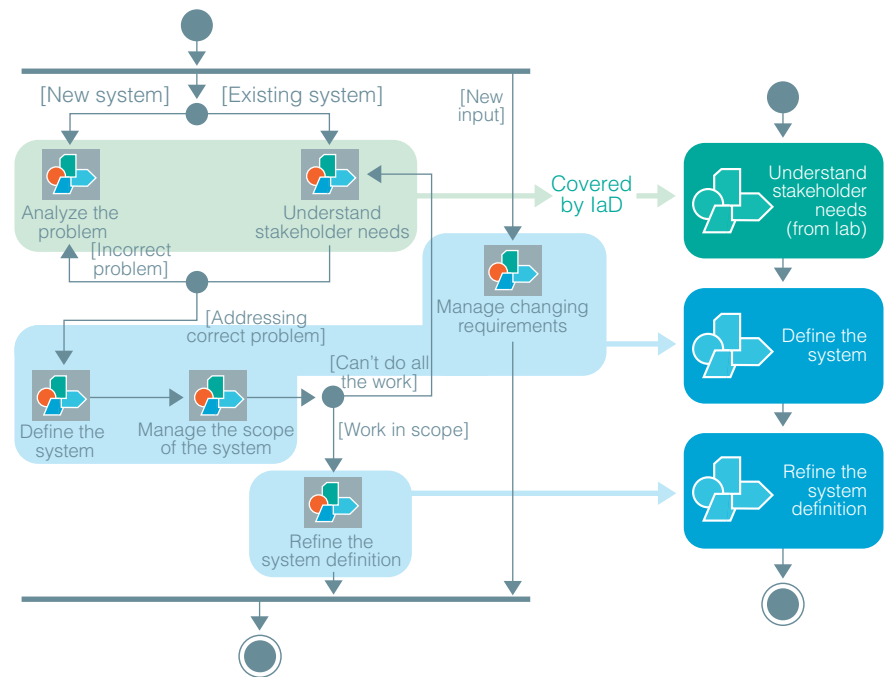 [New system]
[Existing system]
[New
input]
Analyze the
problem
Understand
stakeholder needs
Covered
by IaD
Understand
stakeholder
needs
(from lab)
[Incorrect
problem]
Manage changing
requirements
[Addressing
correct problem]
Define the
system
[Can't do all
the work]
Define the
system
Manage the scope
of the system
[Work in scope]
Refine the
system definition
Refine the
system
definition